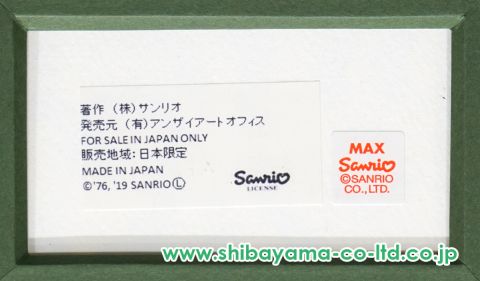 著作 (株) サンリオ
発売元 (有) アンザイアートオフィス
FOR SALE IN JAPAN ONLY
販売地域: 日本限定
MADE IN JAPAN
©'76, '19 SANRIO Ⓛ
Sanrio
LICENSE
MAX
Sanrio
©SANRIO
CO., LTD.
www.shibayama-co-ltd.co.jp